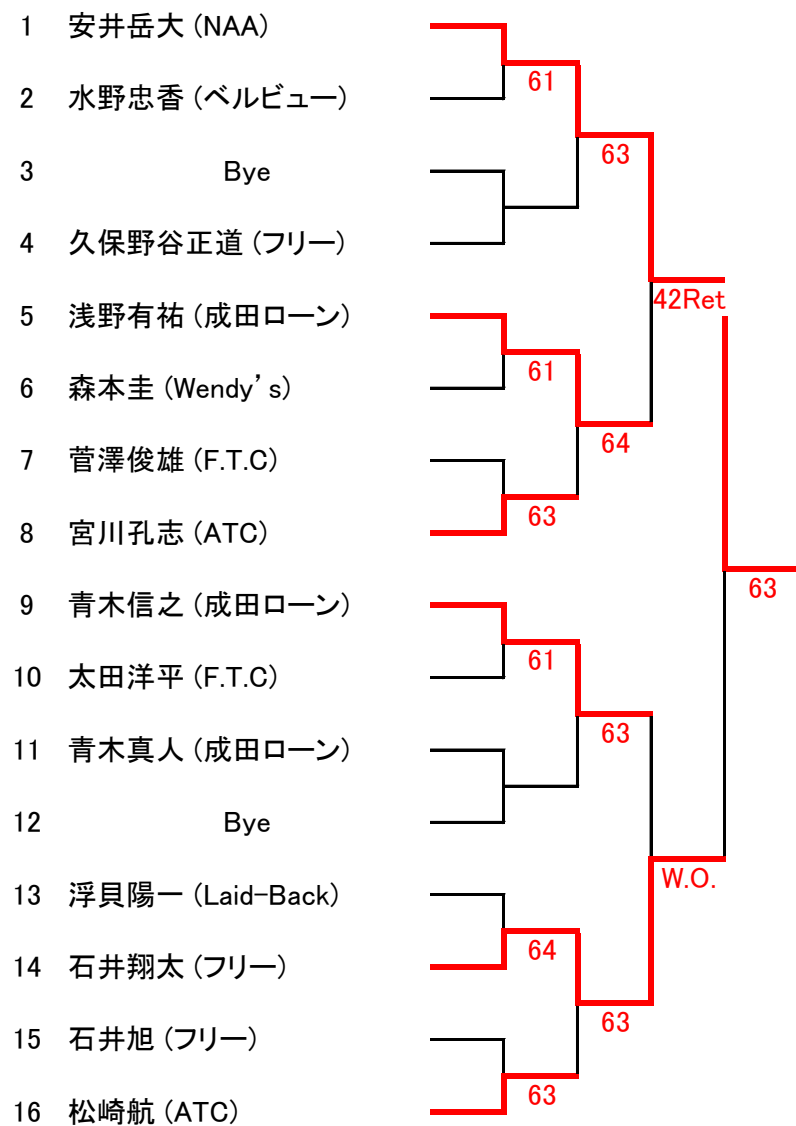 1 安井岳大 (NAA)
61
2 水野忠香 (ベルビュー)
63
3 Bye
4 久保野谷正道 (フリー)
42Ret
5 浅野有祐 (成田ローン)
61
6 森本圭 (Wendy's)
64
7 菅澤俊雄 (F.T.C)
63
8 宮川孔志 (ATC)
63
9 青木信之 (成田ローン)
61
10 太田洋平 (F.T.C)
63
11 青木真人 (成田ローン)
12 Bye
W.O.
13 浮貝陽一 (Laid-Back)
64
14 石井翔太 (フリー)
63
15 石井旭 (フリー)
63
16 松崎航 (ATC)